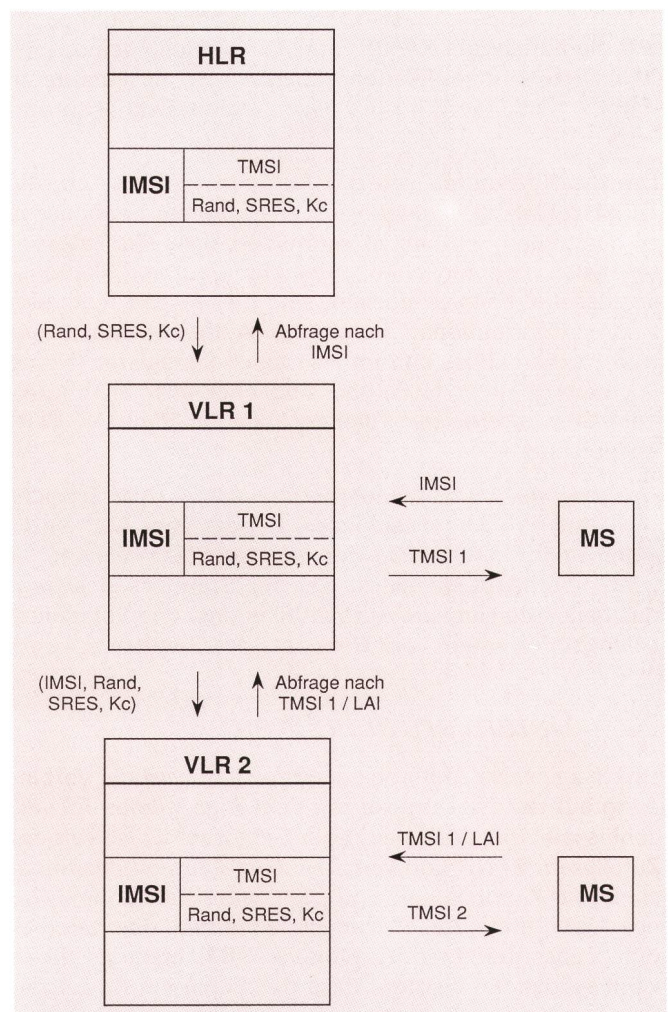 HLR
IMSI
TMSI
Rand, SRES, Kc
(Rand, SRES, Kc)
Abfrage nach
IMSI
VLR 1
IMSI
TMSI
Rand, SRES, Kc
IMSI
TMSI 1
MS
(IMSI, Rand,
SRES, Kc)
Abfrage nach
TMSI 1 / LAI
VLR 2
IMSI
TMSI
Rand, SRES, Kc
TMSI 1 / LAI
TMSI 2
MS